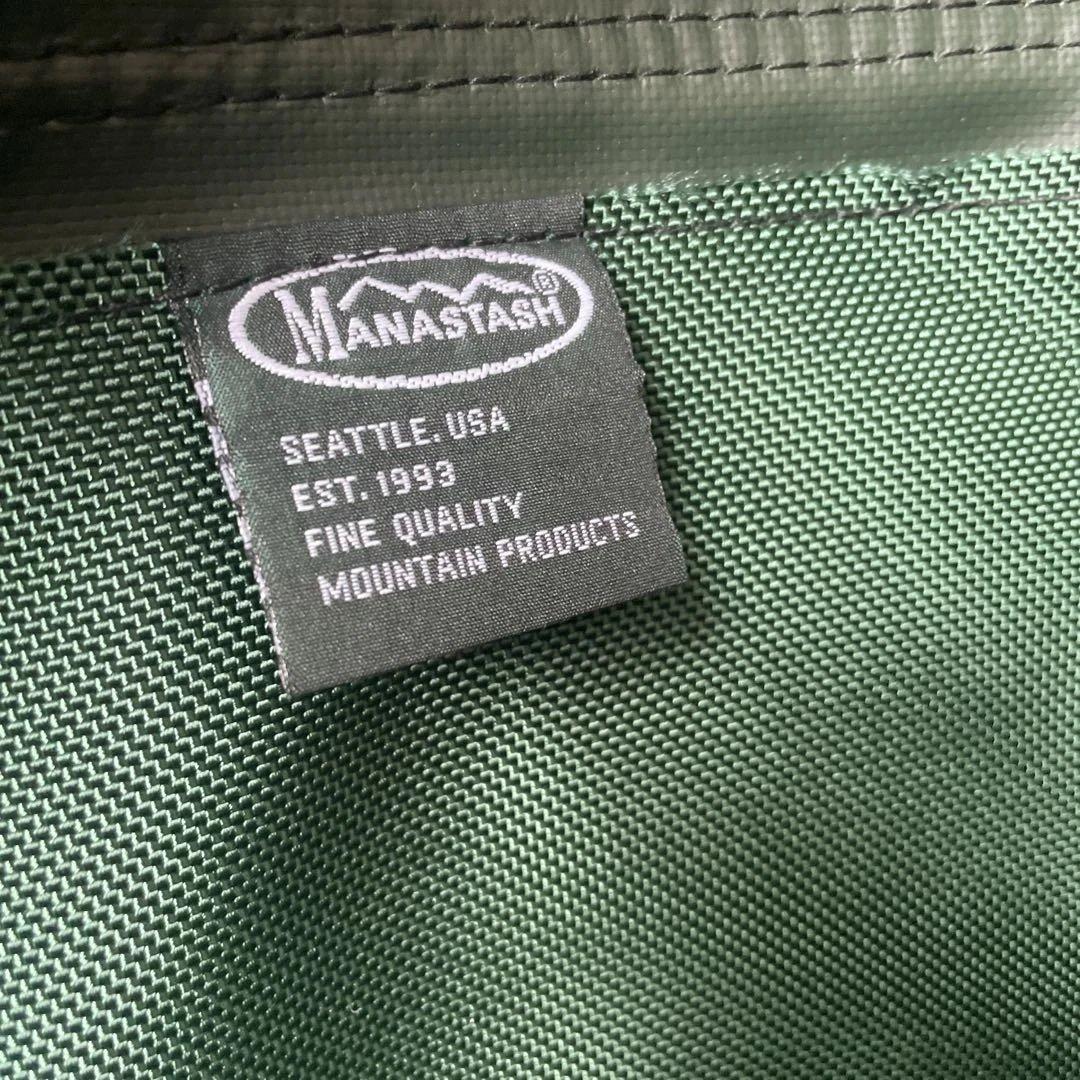 MANASTASH®
SEATTLE, USA
EST. 1993
FINE QUALITY
MOUNTAIN PRODUCTS